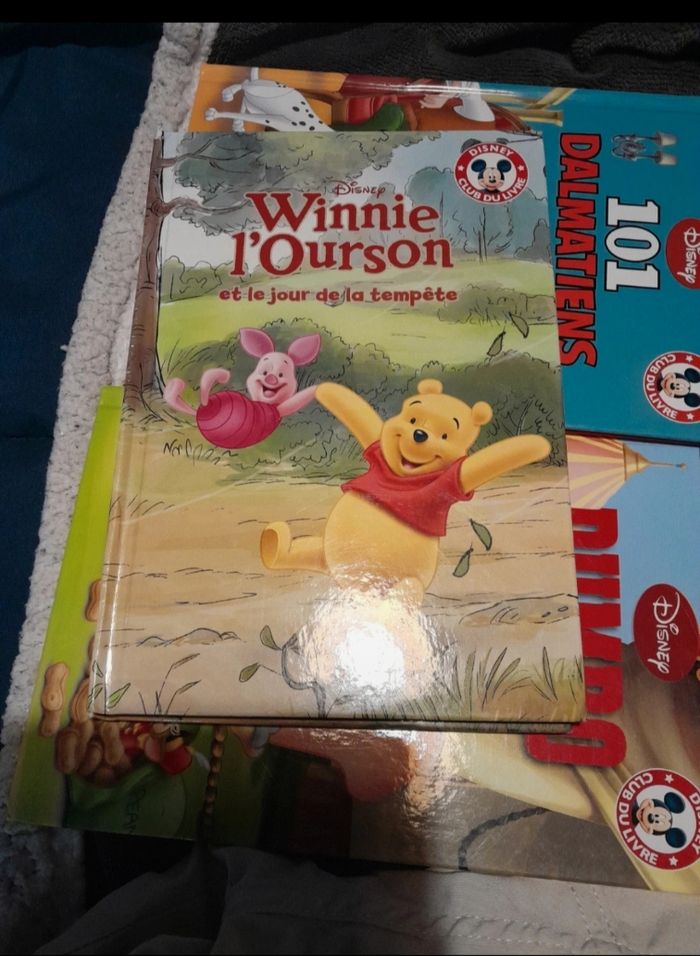 DISNEY
CLUB DU LIVRE
DISNEY
Winnie
l'Ourson
et le jour de la tempête
101
DALMATIENS
DISNEY
CLUB DU LIVRE
DUMBO
DISNEY
CLUB DU LIVRE